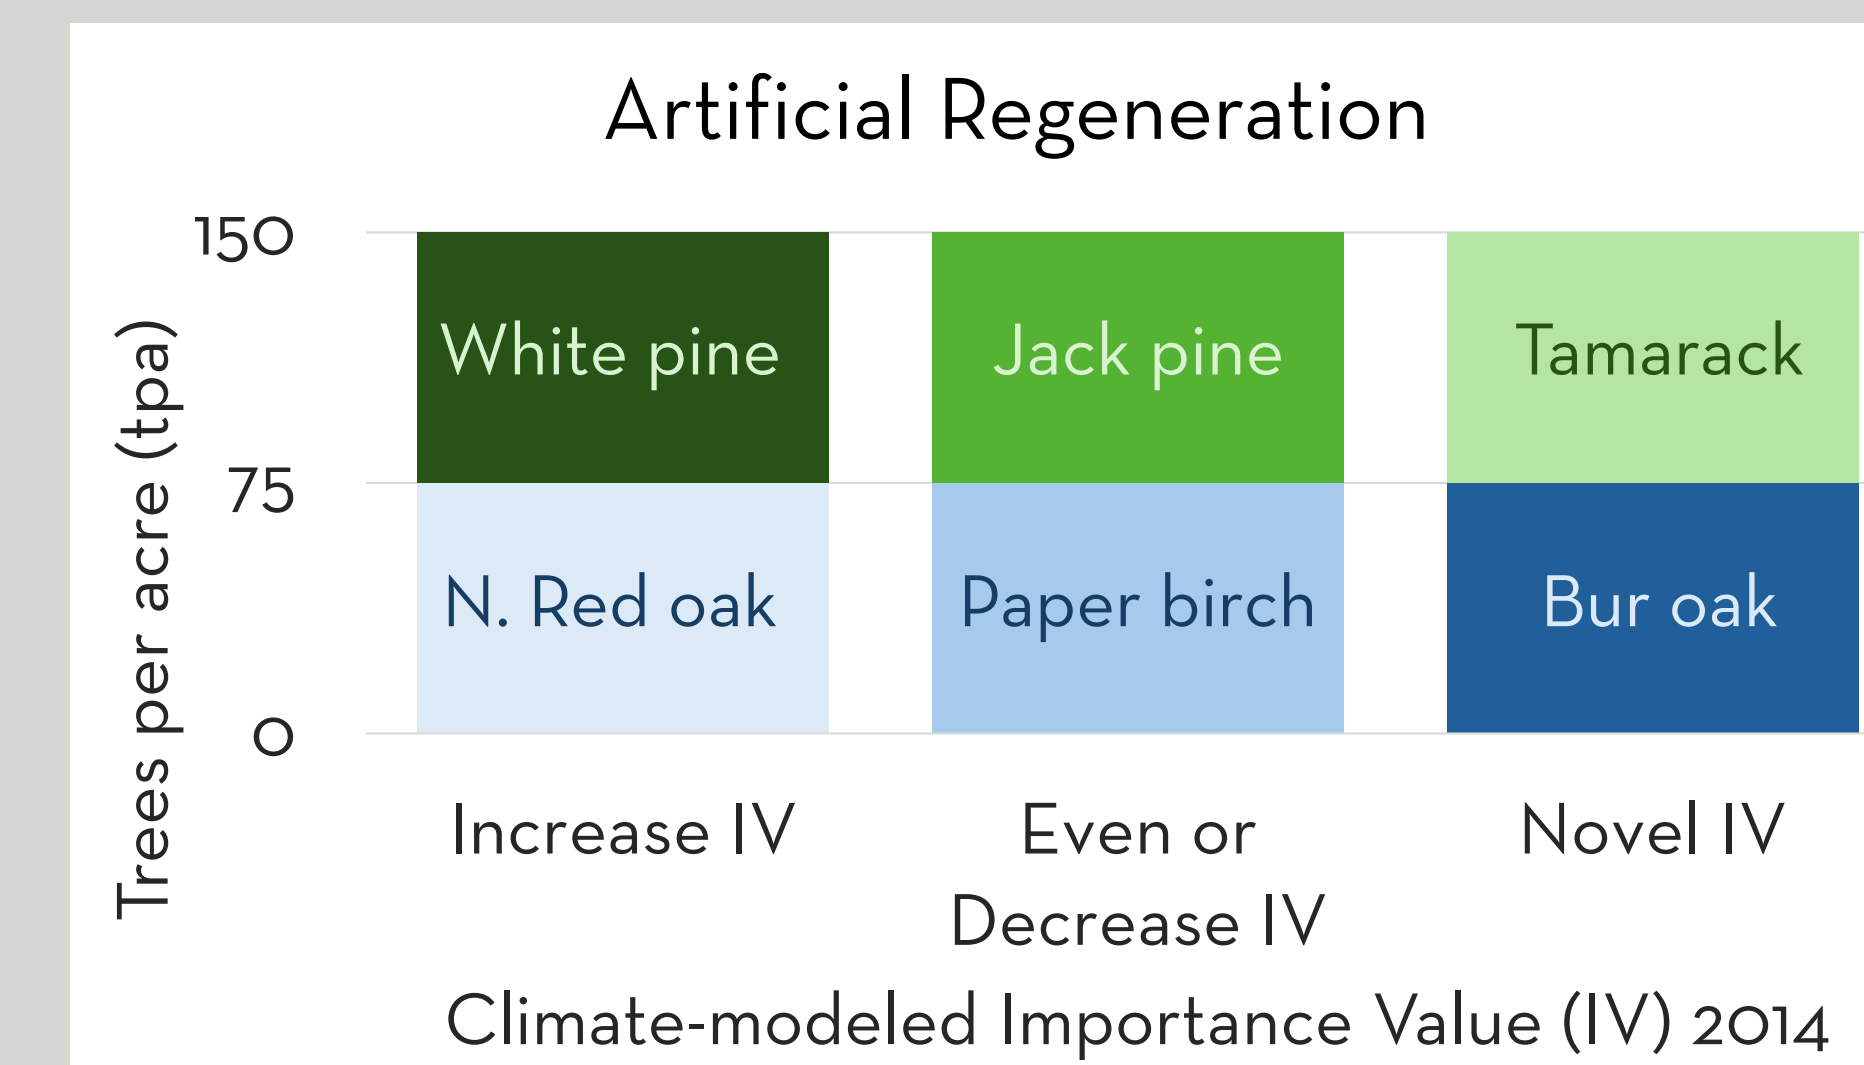 Artificial Regeneration
150
75
0
Trees per acre (tpa)
White pine
Jack pine
Tamarack
N. Red oak
Paper birch
Bur oak
Increase IV
Even or
Decrease IV
Novel IV
Climate-modeled Importance Value (IV) 2014